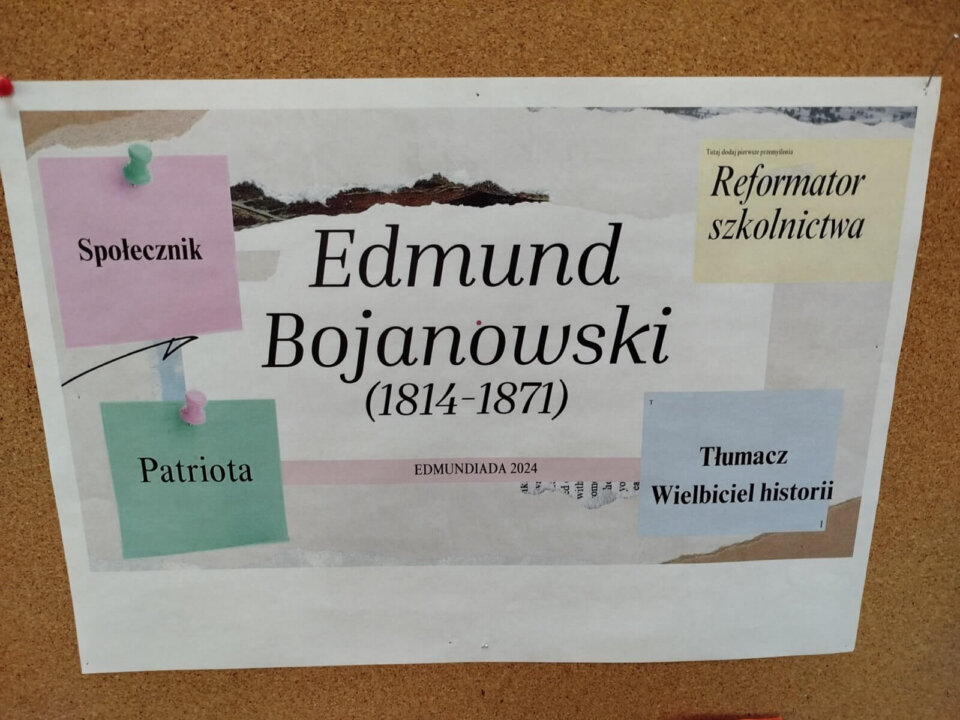 Społecznik
Tutaj dodaj pierwsze przemyślenia
Reformator
szkolnictwa
Edmund
Bojanowski
(1814-1871)
Patriota
EDMUNDIADA 2024
T
Tłumacz
Wielbiciel historii